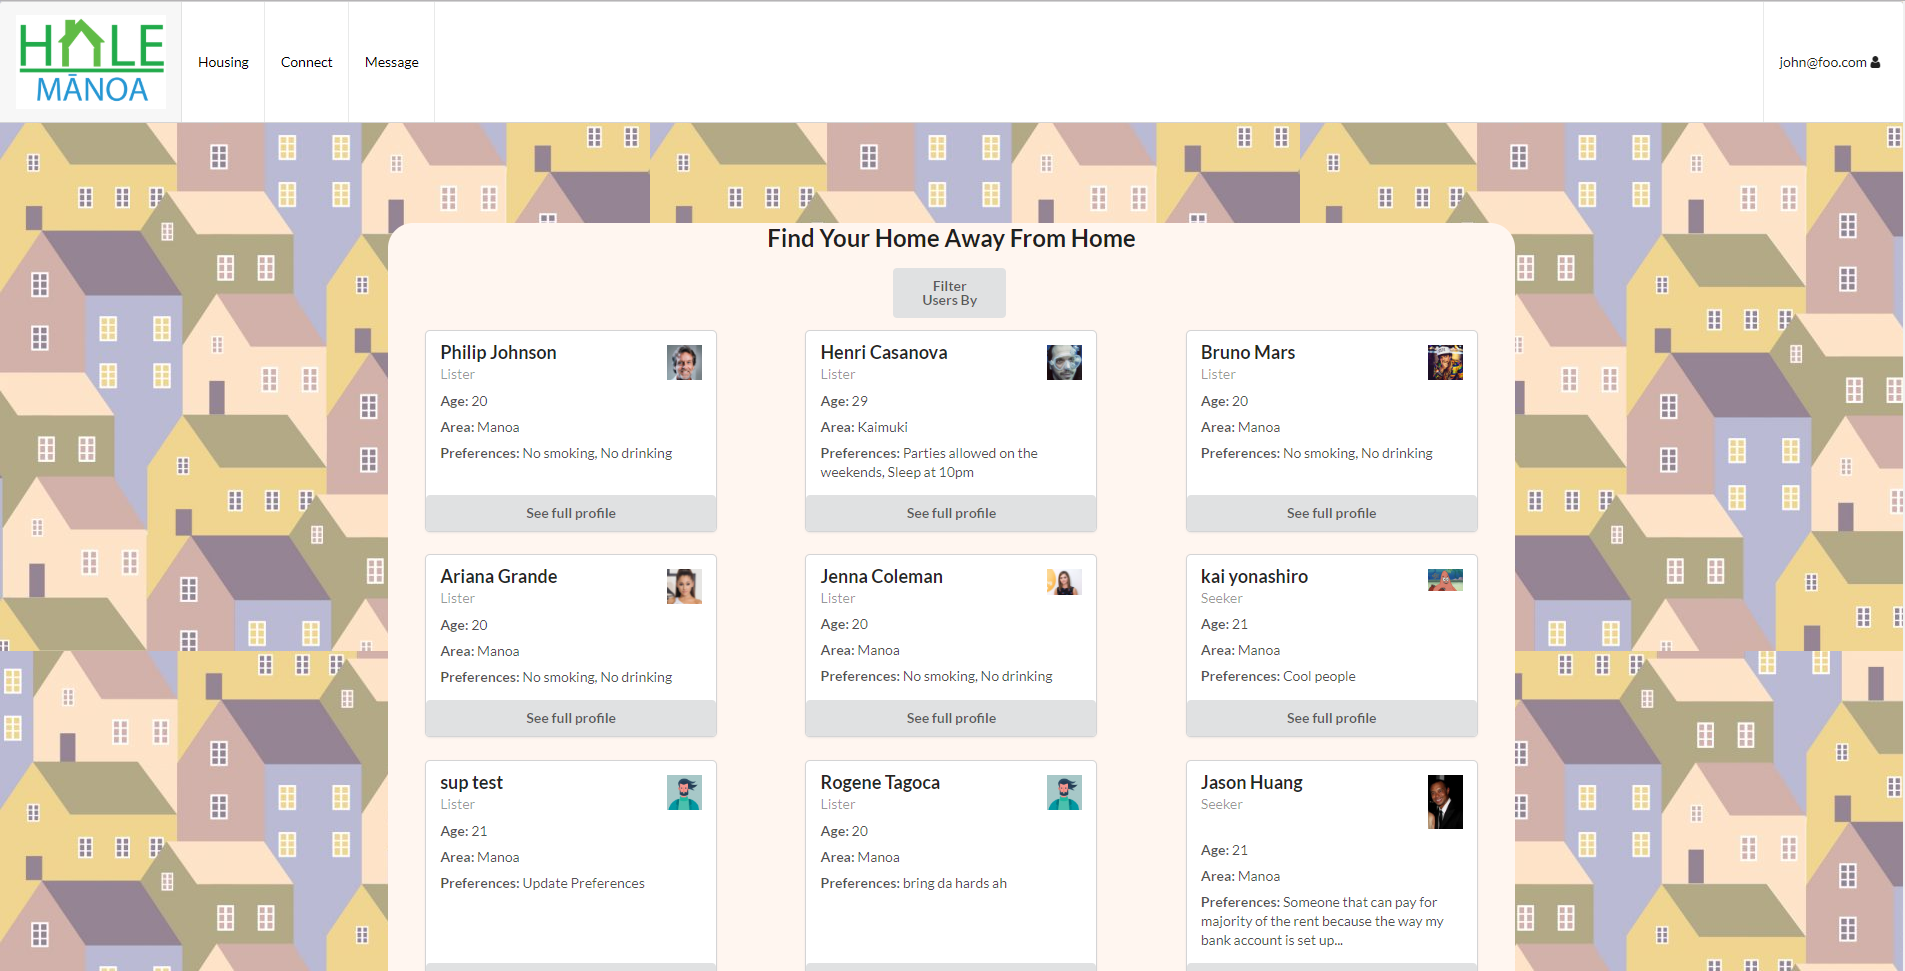 HALE
MĀNOA
Housing
Connect
Message
john@foo.com
Find Your Home Away From Home
Filter
Users By
Philip Johnson
Lister
Age: 20
Area: Manoa
Preferences: No smoking, No drinking
See full profile
Henri Casanova
Lister
Age: 29
Area: Kaimuki
Preferences: Parties allowed on the
weekends, Sleep at 10pm
See full profile
Bruno Mars
Lister
Age: 20
Area: Manoa
Preferences: No smoking, No drinking
See full profile
Ariana Grande
Lister
Age: 20
Area: Manoa
Preferences: No smoking, No drinking
See full profile
Jenna Coleman
Lister
Age: 20
Area: Manoa
Preferences: No smoking, No drinking
See full profile
kai yonashiro
Seeker
Age: 21
Area: Manoa
Preferences: Cool people
See full profile
sup test
Lister
Age: 21
Area: Manoa
Preferences: Update Preferences
Rogene Tagoca
Lister
Age: 20
Area: Manoa
Preferences: bring da hards ah
Jason Huang
Seeker
Age: 21
Area: Manoa
Preferences: Someone that can pay for
majority of the rent because the way my
bank account is set up...